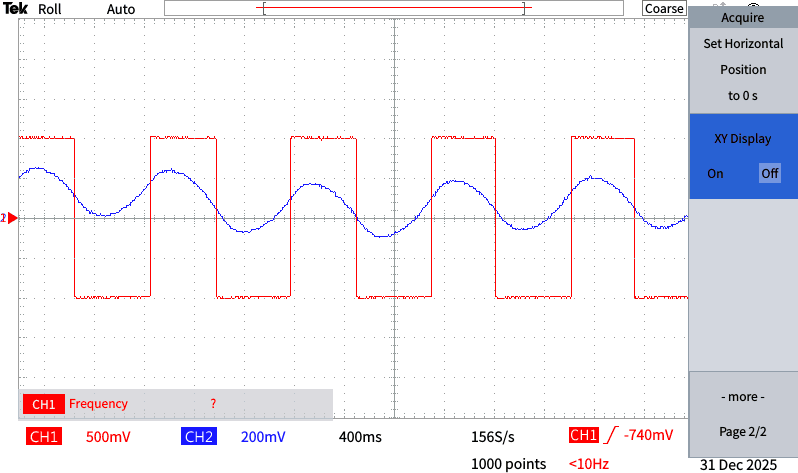 Tek Roll Auto Coarse
Acquire
Set Horizontal
Position
to 0 s
XY Display
On Off
2
CH1 Frequency ?
- more -
Page 2/2
CH1 500mV CH2 200mV 400ms 156S/s CH1 -740mV
1000 points <10Hz 31 Dec 2025